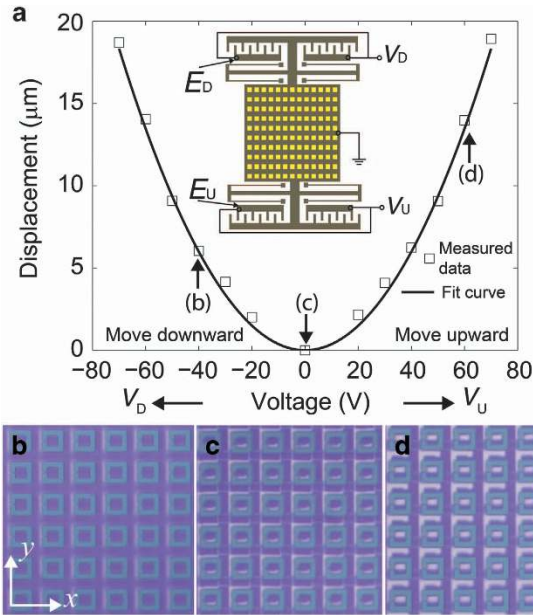 a
20
15
10
5
0
Displacement (μm)
E_D
V_D
E_U
V_U
(d)
(b)
(c)
Measured
data
Fit curve
Move downward
Move upward
−80 −60 −40 −20 0 20 40 60 80
V_D Voltage (V) V_U
b
c
d
y
x